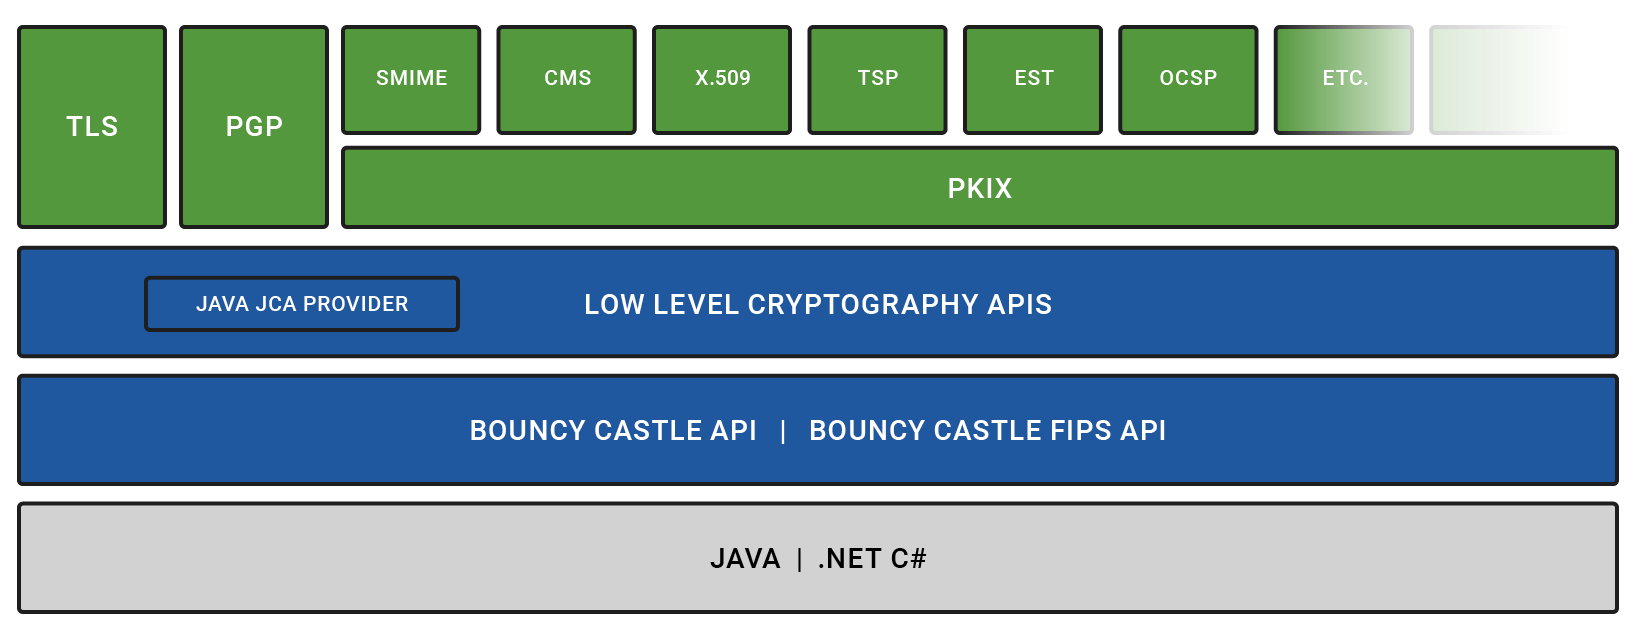 TLS
PGP
SMIME
CMS
X.509
TSP
EST
OCSP
ETC.
PKIX
JAVA JCA PROVIDER
LOW LEVEL CRYPTOGRAPHY APIS
BOUNCY CASTLE API | BOUNCY CASTLE FIPS API
JAVA | .NET C#